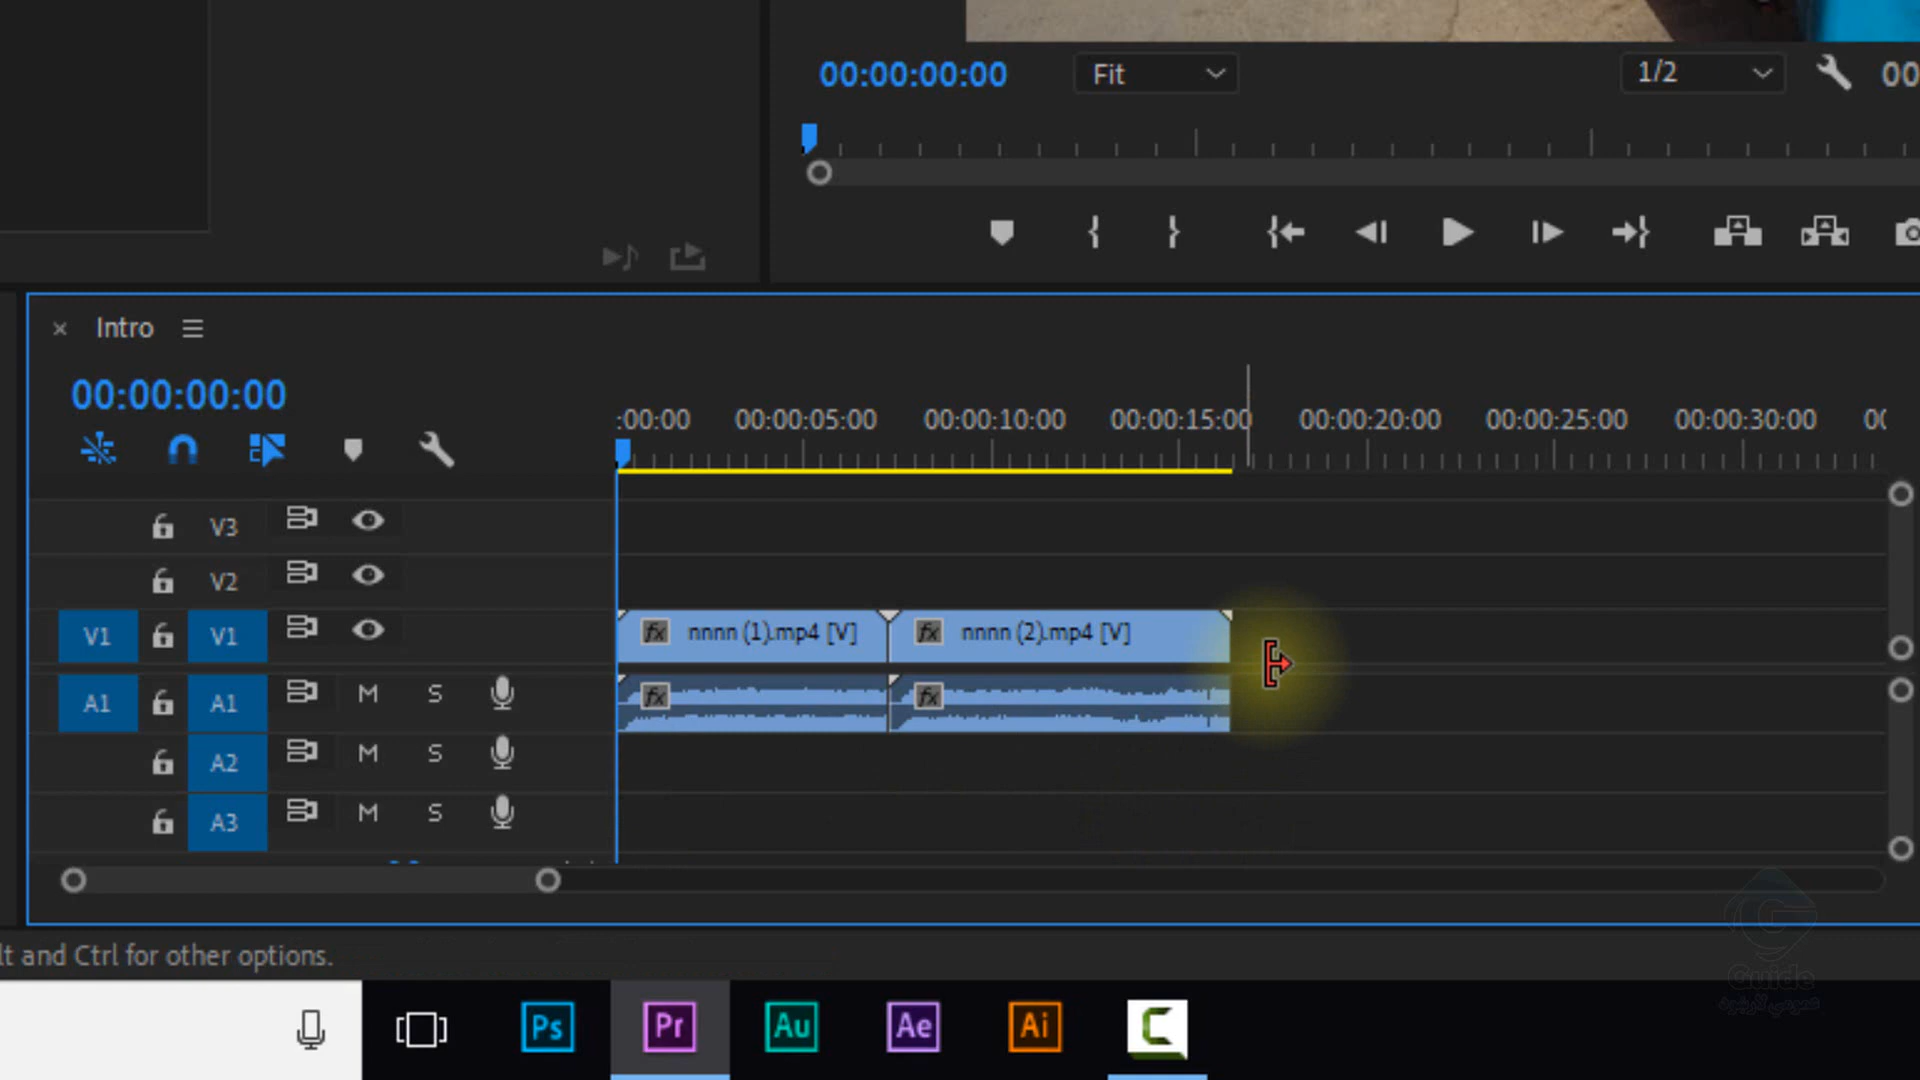 00:00:00:00
Fit
1/2
00
Intro
00:00:00:00
:00:00
00:00:05:00
00:00:10:00
00:00:15:00
00:00:20:00
00:00:25:00
00:00:30:00
V3
V2
V1
V1
fx
nnnn (1).mp4 [V]
fx
nnnn (2).mp4 [V]
A1
A1
M
S
fx
fx
A2
M
S
A3
M
S
lt and Ctrl for other options.
Guide
Ps
Pr
Au
Ae
Ai
C